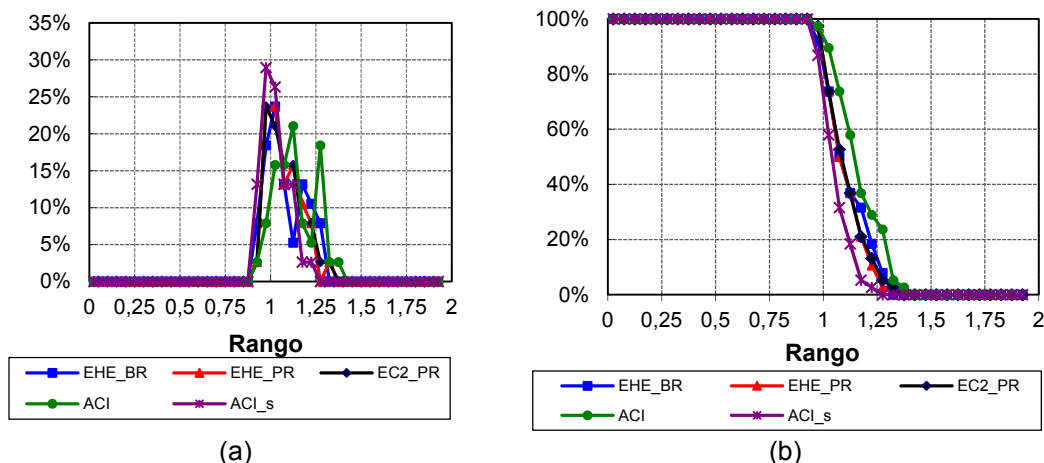 35%
30%
25%
20%
15%
10%
5%
0%
0 0,25 0,5 0,75 1 1,25 1,5 1,75 2
Rango
EHE_BR EHE_PR EC2_PR
ACI ACI_s
(a)
100%
80%
60%
40%
20%
0%
0 0,25 0,5 0,75 1 1,25 1,5 1,75 2
Rango
EHE_BR EHE_PR EC2_PR
ACI ACI_s
(b)